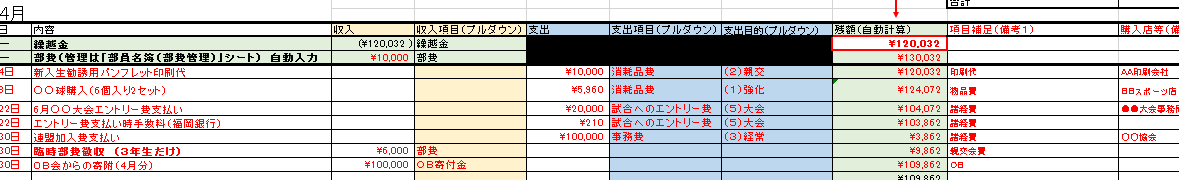 合計
4月
日 内容 収入 収入項目(プルダウン) 支出 支出項目(プルダウン) 支出目的(プルダウン) 残額(自動計算) 項目補足(備考1) 購入店等(備
ー 繰越金 (¥120,032) 繰越金 ¥120,032
ー 部費(管理は「部員名簿(部費管理)」シート) 自動入力 ¥10,000 部費 ¥130,032
4日 新入生勧誘用パンフレット印刷代 ¥10,000 消耗品費 (2)親交 ¥120,032 印刷代 AA印刷会社
8日 〇〇球購入(6個入り2セット) ¥5,960 消耗品費 (1)強化 ¥124,072 物品費 BBスポーツ店
22日 6月〇〇大会エントリー費支払い ¥20,000 試合へのエントリー費 (5)大会 ¥104,072 諸経費 ●●大会事務局
22日 エントリー費支払い時手数料(福岡銀行) ¥210 試合へのエントリー費 (5)大会 ¥103,862 諸経費
30日 連盟加入費支払い ¥100,000 事務費 (3)経営 ¥3,862 諸経費 〇〇協会
30日 臨時部費徴収 (3年生だけ) ¥6,000 部費 ¥9,862 親交会費
30日 OB会からの寄附(4月分) ¥100,000 OB寄付金 ¥109,862 OB
¥109,862